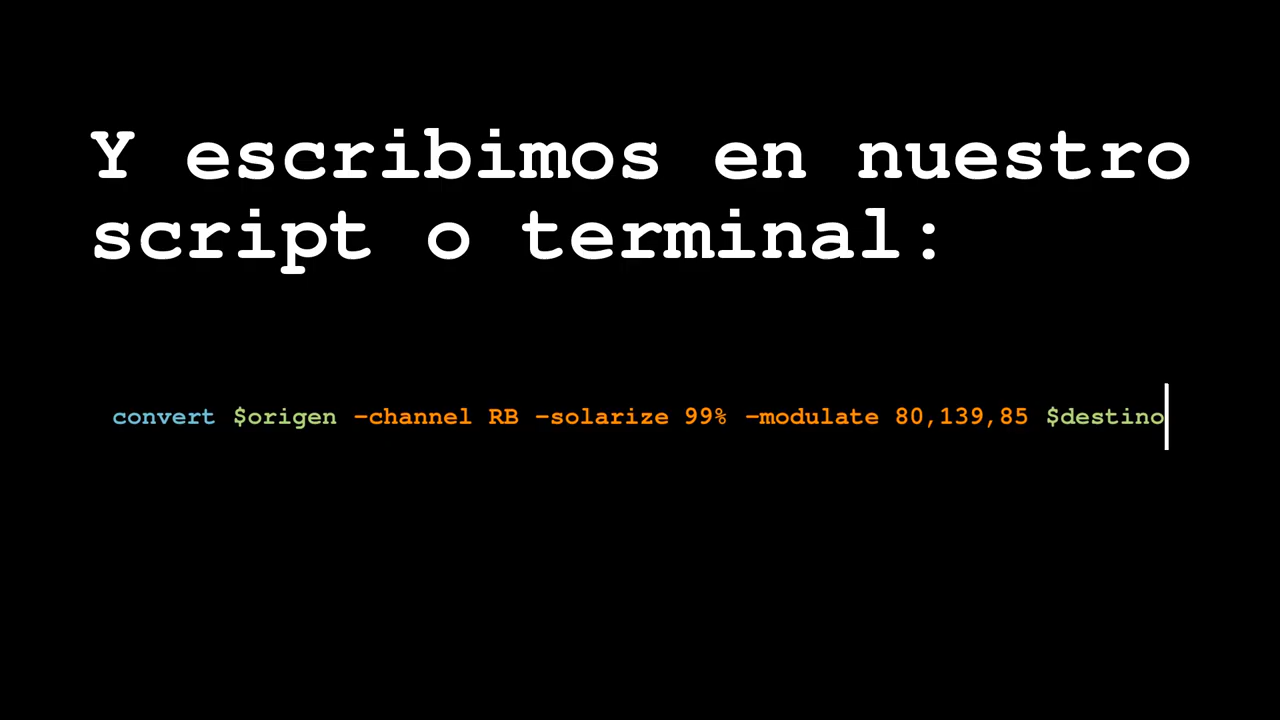 Y escribimos en nuestro
script o terminal:
convert $origen –channel RB –solarize 99% –modulate 80,139,85 $destino